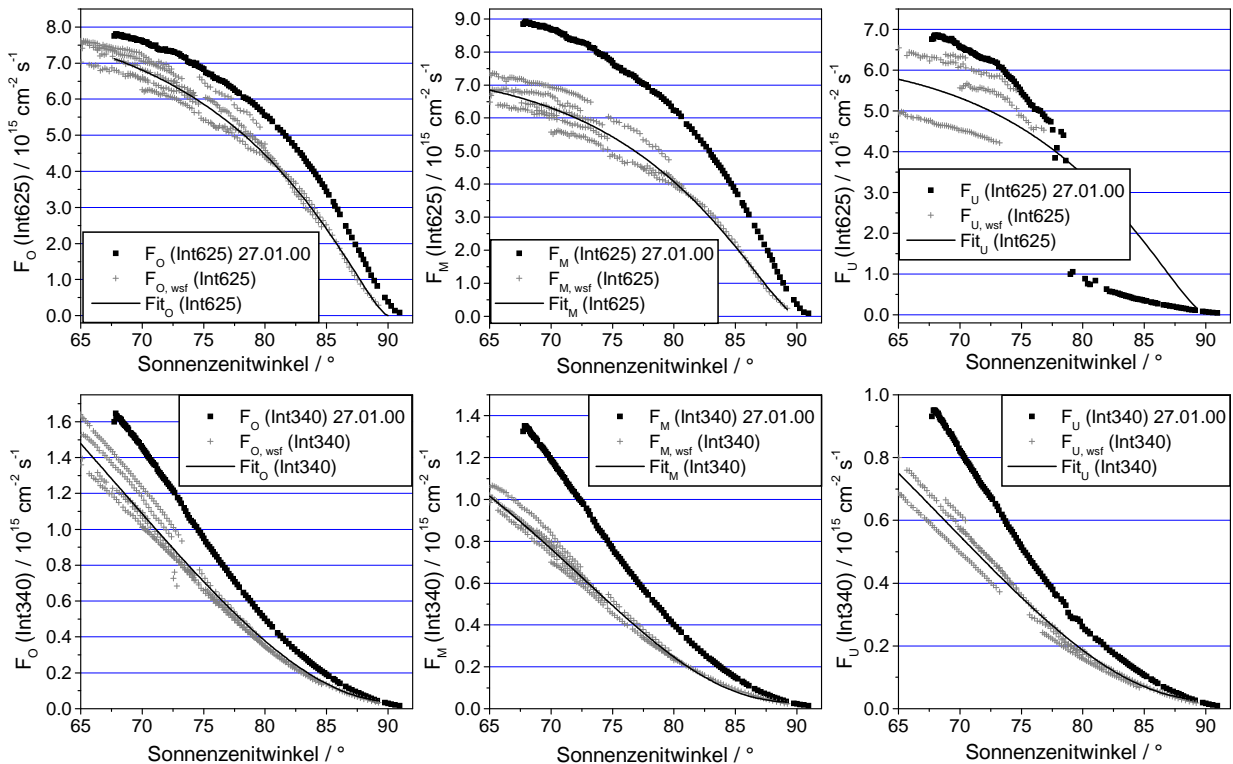 F_O (Int625) / 10^15 cm^-2 s^-1
8.0
7.0
6.0
5.0
4.0
3.0
2.0
1.0
0.0
F_O (Int625) 27.01.00
F_O, wsf (Int625)
Fit_O (Int625)
65 70 75 80 85 90
Sonnenzenitwinkel / °
F_M (Int625) / 10^15 cm^-2 s^-1
9.0
8.0
7.0
6.0
5.0
4.0
3.0
2.0
1.0
0.0
F_M (Int625) 27.01.00
F_M, wsf (Int625)
Fit_M (Int625)
65 70 75 80 85 90
Sonnenzenitwinkel / °
F_U (Int625) / 10^15 cm^-2 s^-1
7.0
6.0
5.0
4.0
3.0
2.0
1.0
0.0
F_U (Int625) 27.01.00
F_U, wsf (Int625)
Fit_U (Int625)
65 70 75 80 85 90
Sonnenzenitwinkel / °
F_O (Int340) / 10^15 cm^-2 s^-1
1.6
1.4
1.2
1.0
0.8
0.6
0.4
0.2
0.0
F_O (Int340) 27.01.00
F_O, wsf (Int340)
Fit_O (Int340)
65 70 75 80 85 90
Sonnenzenitwinkel / °
F_M (Int340) / 10^15 cm^-2 s^-1
1.4
1.2
1.0
0.8
0.6
0.4
0.2
0.0
F_M (Int340) 27.01.00
F_M, wsf (Int340)
Fit_M (Int340)
65 70 75 80 85 90
Sonnenzenitwinkel / °
F_U (Int340) / 10^15 cm^-2 s^-1
1.0
0.8
0.6
0.4
0.2
0.0
F_U (Int340) 27.01.00
F_U, wsf (Int340)
Fit_U (Int340)
65 70 75 80 85 90
Sonnenzenitwinkel / °